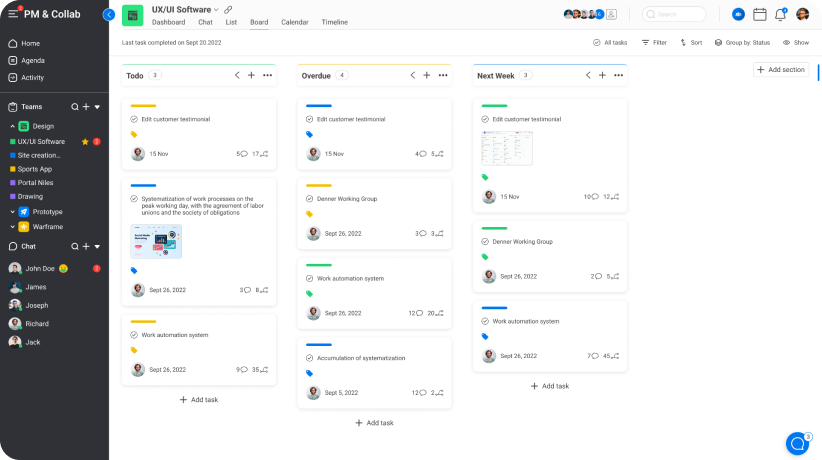 PM & Collab
Home
Agenda
Activity
Teams
Design
UX/UI Software
Site creation...
Sports App
Portal Niles
Drawing
Prototype
Warframe
Chat
John Doe
James
Joseph
Richard
Jack
UX/UI Software
Dashboard Chat List Board Calendar Timeline
Search
Last task completed on Sept 20.2022
All tasks Filter Sort Group by: Status Show
Todo 3
Edit customer testimonial
15 Nov 5 17
Systematization of work processes on the
peak working day, with the agreement of labor
unions and the society of obligations
Social Media
Marketing
Sept 26, 2022 3 8
Work automation system
Sept 26, 2022 9 35
+ Add task
Overdue 4
Edit customer testimonial
15 Nov 4 5
Denner Working Group
Sept 26, 2022 3 3
Work automation system
Sept 26, 2022 12 20
Accumulation of systematization
Sept 5, 2022 12 2
+ Add task
Next Week 3
Edit customer testimonial
15 Nov 10 12
Denner Working Group
Sept 26, 2022 2 5
Work automation system
Sept 26, 2022 7 45
+ Add task
+ Add section
3